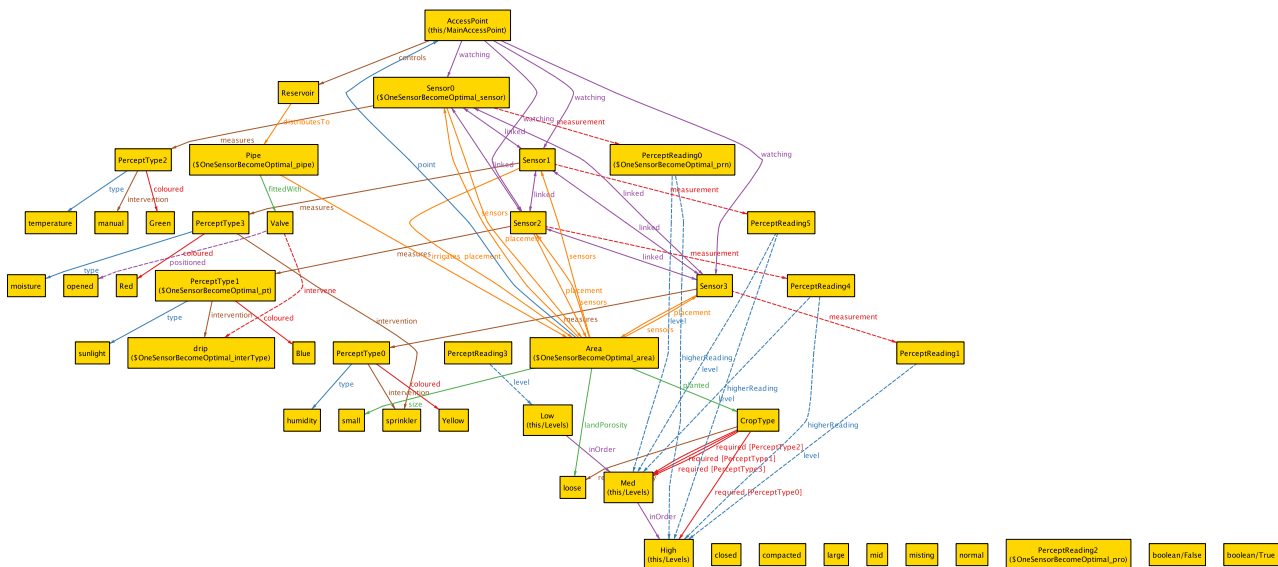 AccessPoint
(this/MainAccessPoint)
controls
watching
Reservoir
Sensor0
($OneSensorBecomeOptimal_sensor)
watching
distributesTo
watching
measurement
linked
measures
watching
PerceptType2
Pipe
($OneSensorBecomeOptimal_pipe)
point
linked
Sensor1
PerceptReading0
($OneSensorBecomeOptimal_prn)
type
coloured
intervention
fittedWith
measures
linked
linked
measurement
temperature
manual
Green
PerceptType3
Valve
sensors
placement
Sensor2
PerceptReading5
type
coloured
positioned
measures
irrigates
placement
sensors
linked
measurement
moisture
opened
Red
PerceptType1
($OneSensorBecomeOptimal_pt)
intervene
placement
sensors
Sensor3
PerceptReading4
type
intervention
coloured
intervention
measures
sensors
placement
level
measurement
sunlight
drip
($OneSensorBecomeOptimal_interType)
Blue
PerceptType0
PerceptReading3
Area
($OneSensorBecomeOptimal_area)
higherReading
level
PerceptReading1
type
coloured
intervention
size
level
planted
higherReading
level
humidity
small
sprinkler
Yellow
Low
(this/Levels)
landPorosity
CropType
higherReading
inOrder
required [PerceptType2]
required [PerceptType1]
required [PerceptType3]
level
loose
Med
(this/Levels)
required [PerceptType0]
inOrder
High
(this/Levels)
closed
compacted
large
mid
misting
normal
PerceptReading2
($OneSensorBecomeOptimal_pro)
boolean/False
boolean/True